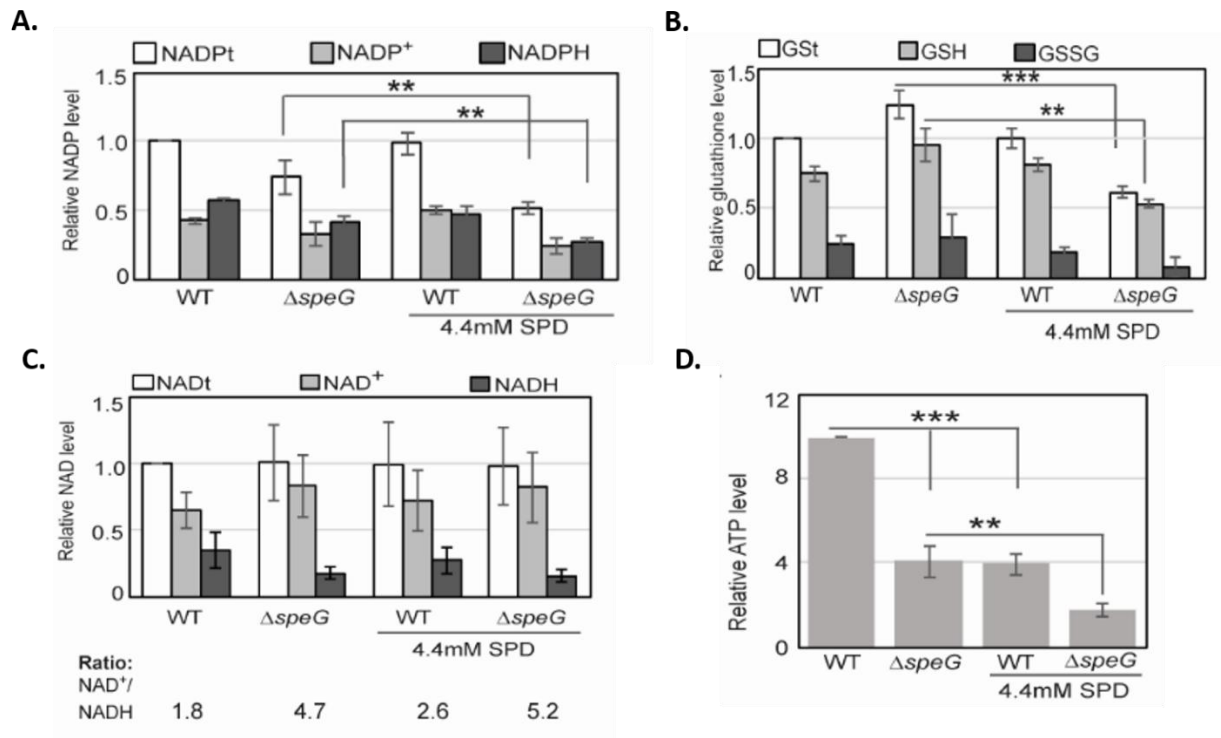 A.
NADPt NADP+ NADPH
Relative NADP level
1.5
1.0
0.5
0
**
**
WT ΔspeG WT ΔspeG
4.4mM SPD
B.
GSt GSH GSSG
Relative glutathione level
1.5
1.0
0.5
0
***
**
WT ΔspeG WT ΔspeG
4.4mM SPD
C.
NADt NAD+ NADH
Relative NAD level
1.5
1.0
0.5
0
WT ΔspeG WT ΔspeG
4.4mM SPD
Ratio:
NAD+/
NADH 1.8 4.7 2.6 5.2
D.
Relative ATP level
12
8
4
0
***
**
WT ΔspeG WT ΔspeG
4.4mM SPD